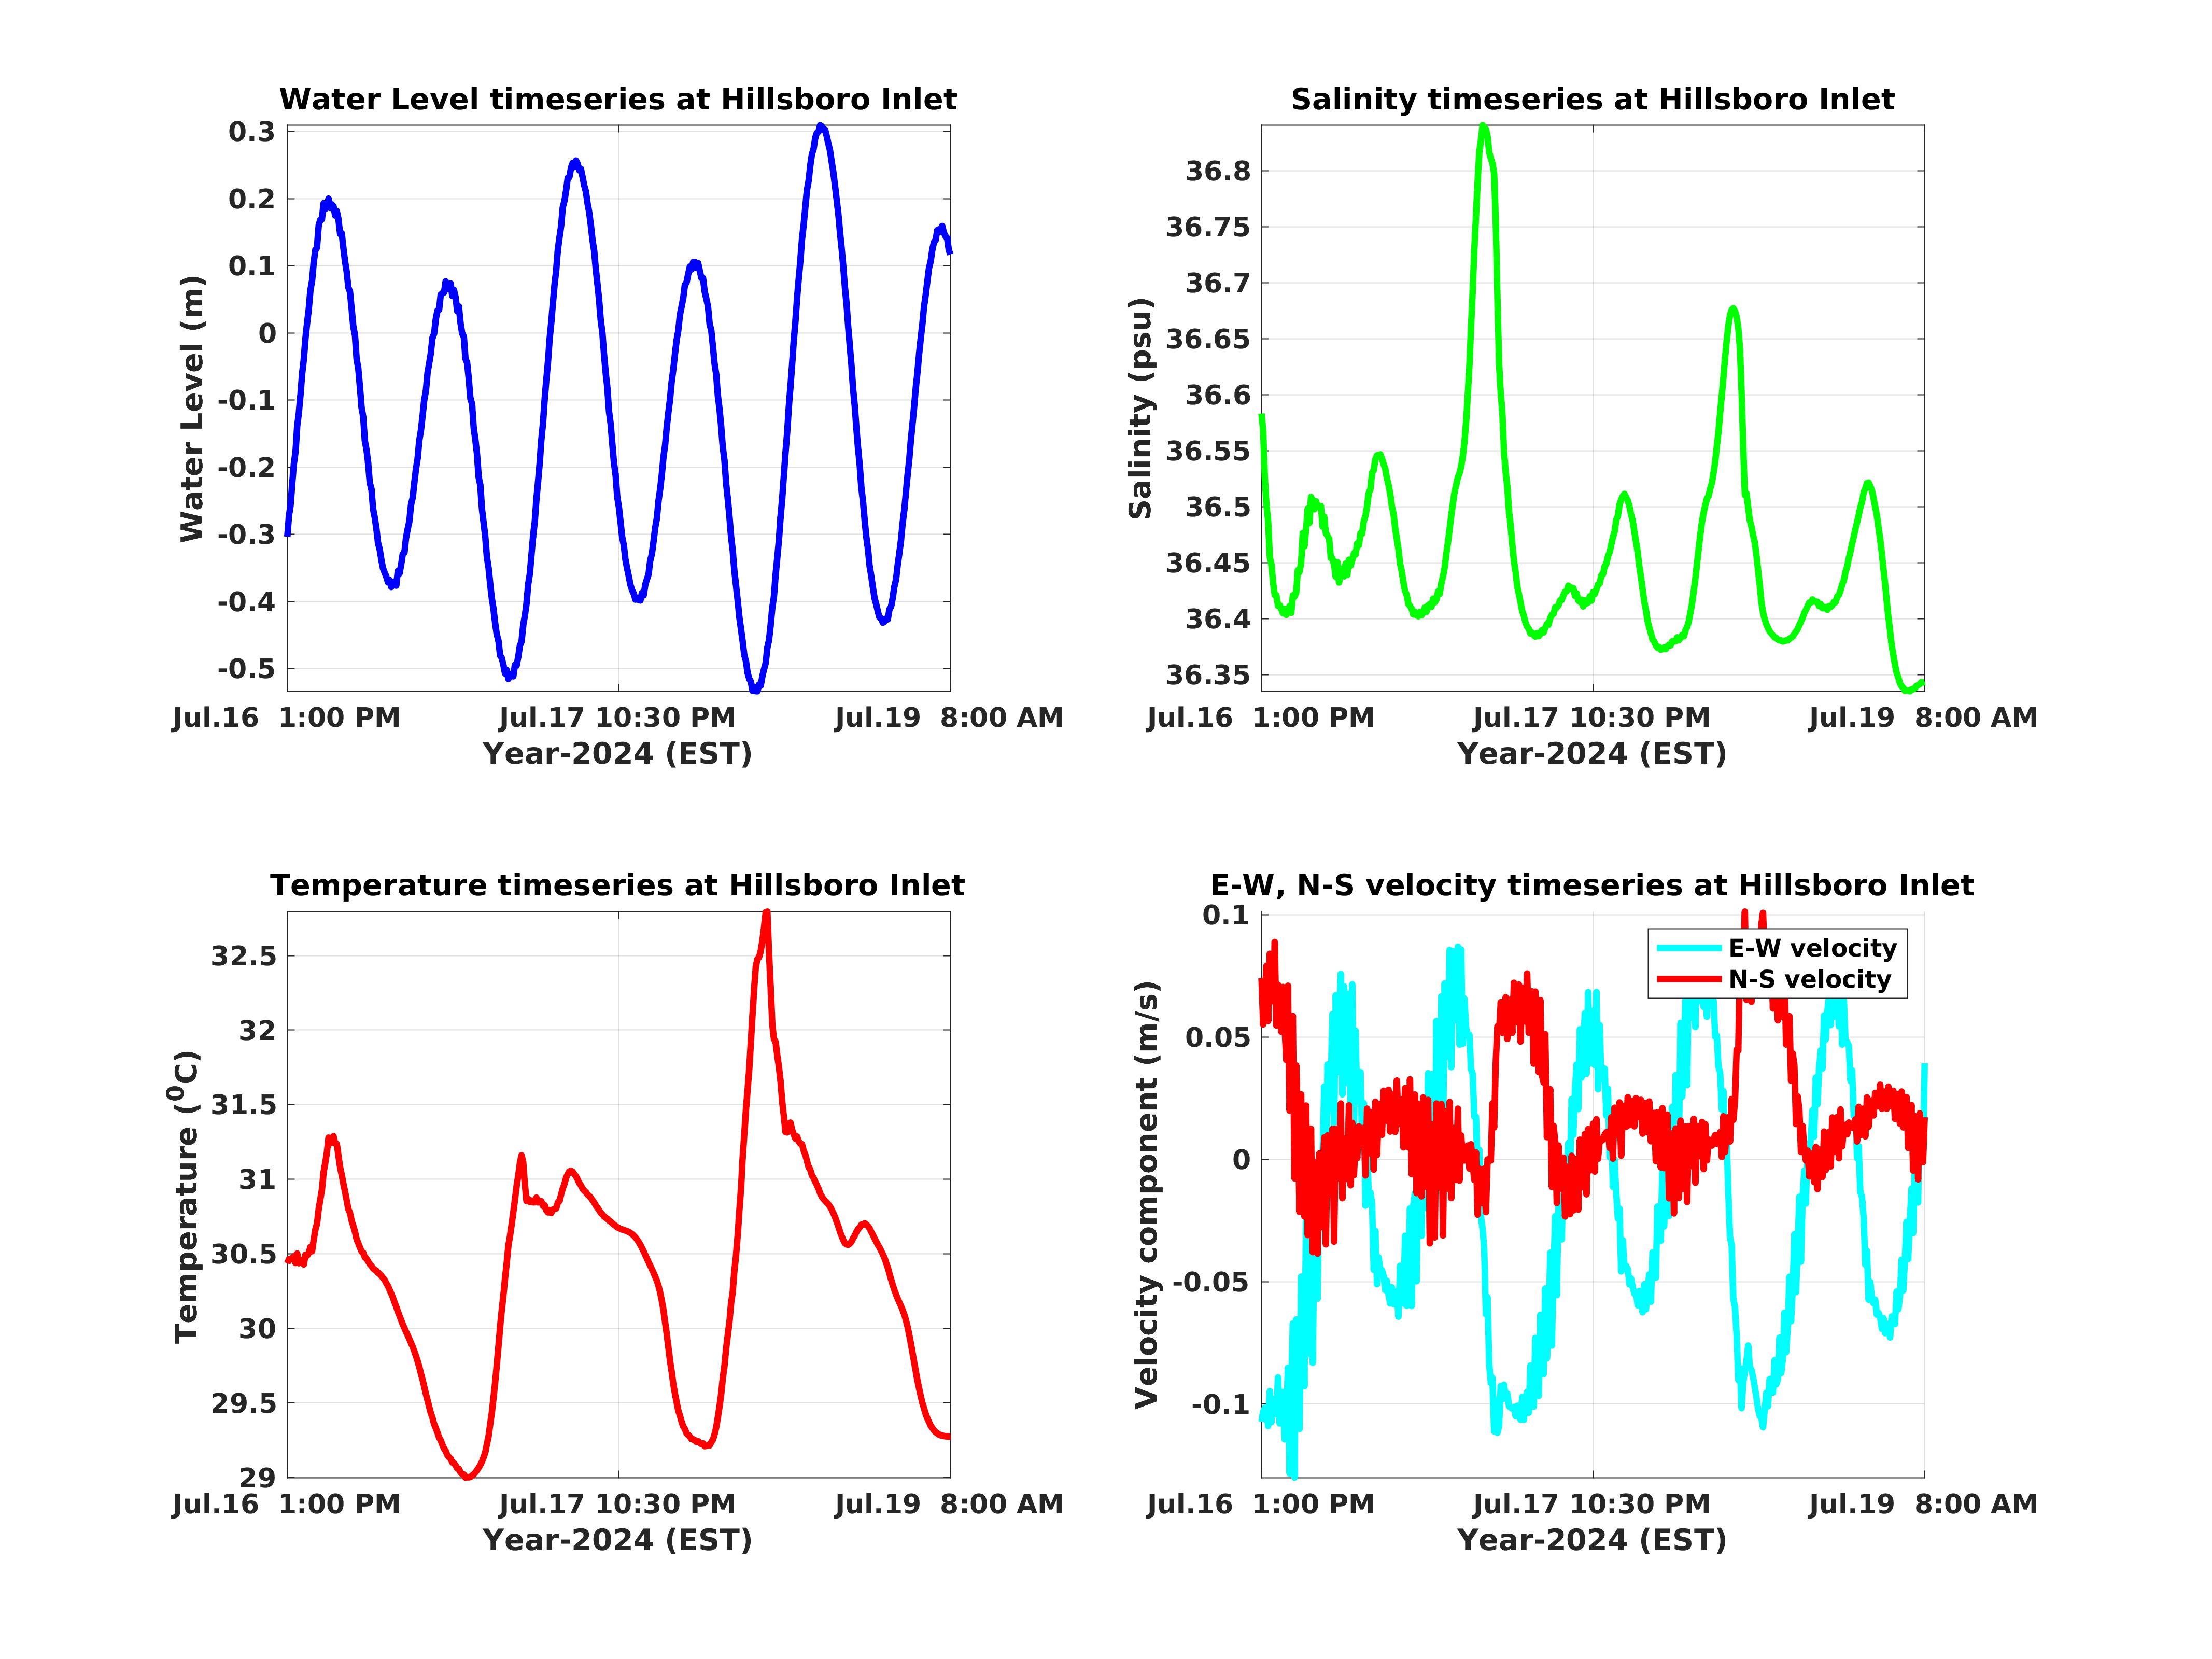 Water Level timeseries at Hillsboro Inlet
0.3
0.2
0.1
0
-0.1
-0.2
-0.3
-0.4
-0.5
Water Level (m)
Jul.16  1:00 PM
Jul.17 10:30 PM
Jul.19  8:00 AM
Year-2024 (EST)
Salinity timeseries at Hillsboro Inlet
36.8
36.75
36.7
36.65
36.6
36.55
36.5
36.45
36.4
36.35
Salinity (psu)
Jul.16  1:00 PM
Jul.17 10:30 PM
Jul.19  8:00 AM
Year-2024 (EST)
Temperature timeseries at Hillsboro Inlet
32.5
32
31.5
31
30.5
30
29.5
29
Temperature (⁰C)
Jul.16  1:00 PM
Jul.17 10:30 PM
Jul.19  8:00 AM
Year-2024 (EST)
E-W, N-S velocity timeseries at Hillsboro Inlet
0.1
0.05
0
-0.05
-0.1
Velocity component (m/s)
E-W velocity
N-S velocity
Jul.16  1:00 PM
Jul.17 10:30 PM
Jul.19  8:00 AM
Year-2024 (EST)